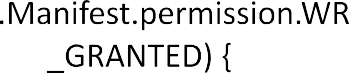 .Manifest.permission.WR
_GRANTED) {